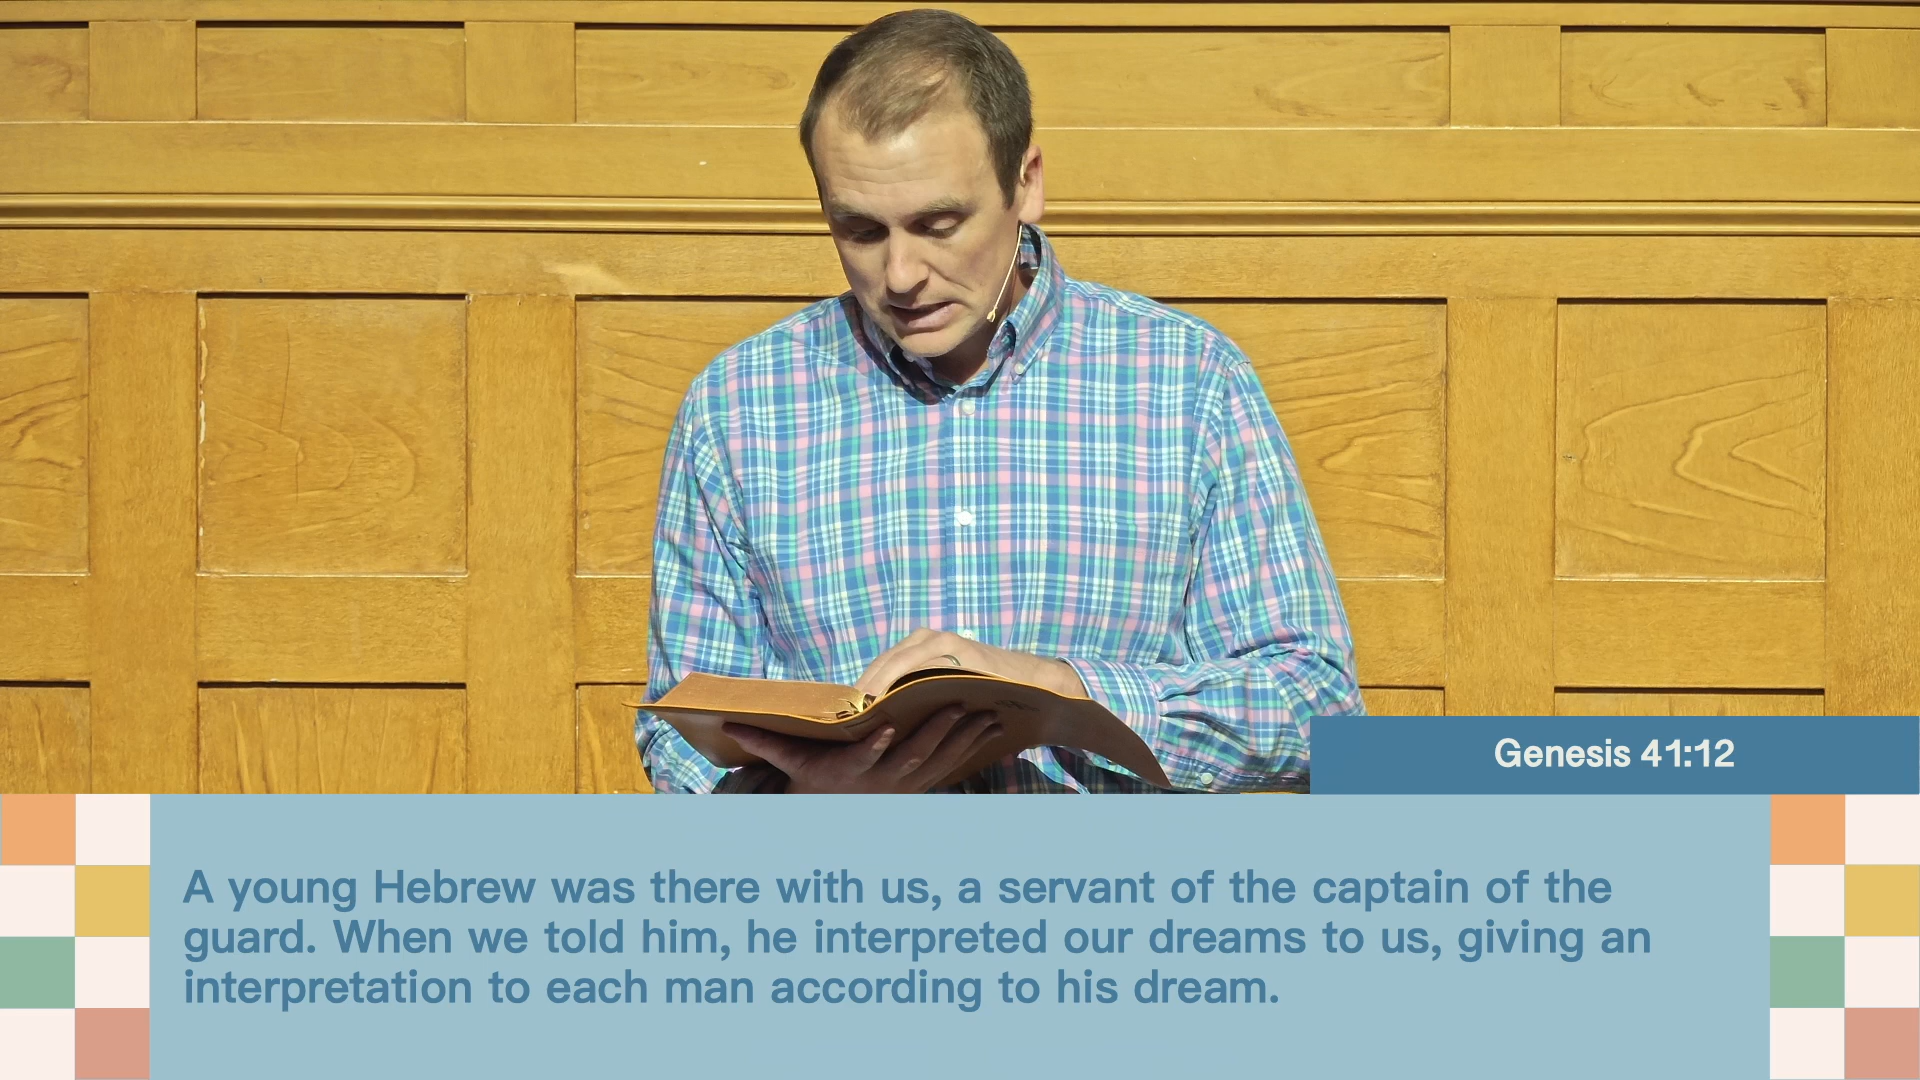 Genesis 41:12
A young Hebrew was there with us, a servant of the captain of the
guard. When we told him, he interpreted our dreams to us, giving an
interpretation to each man according to his dream.